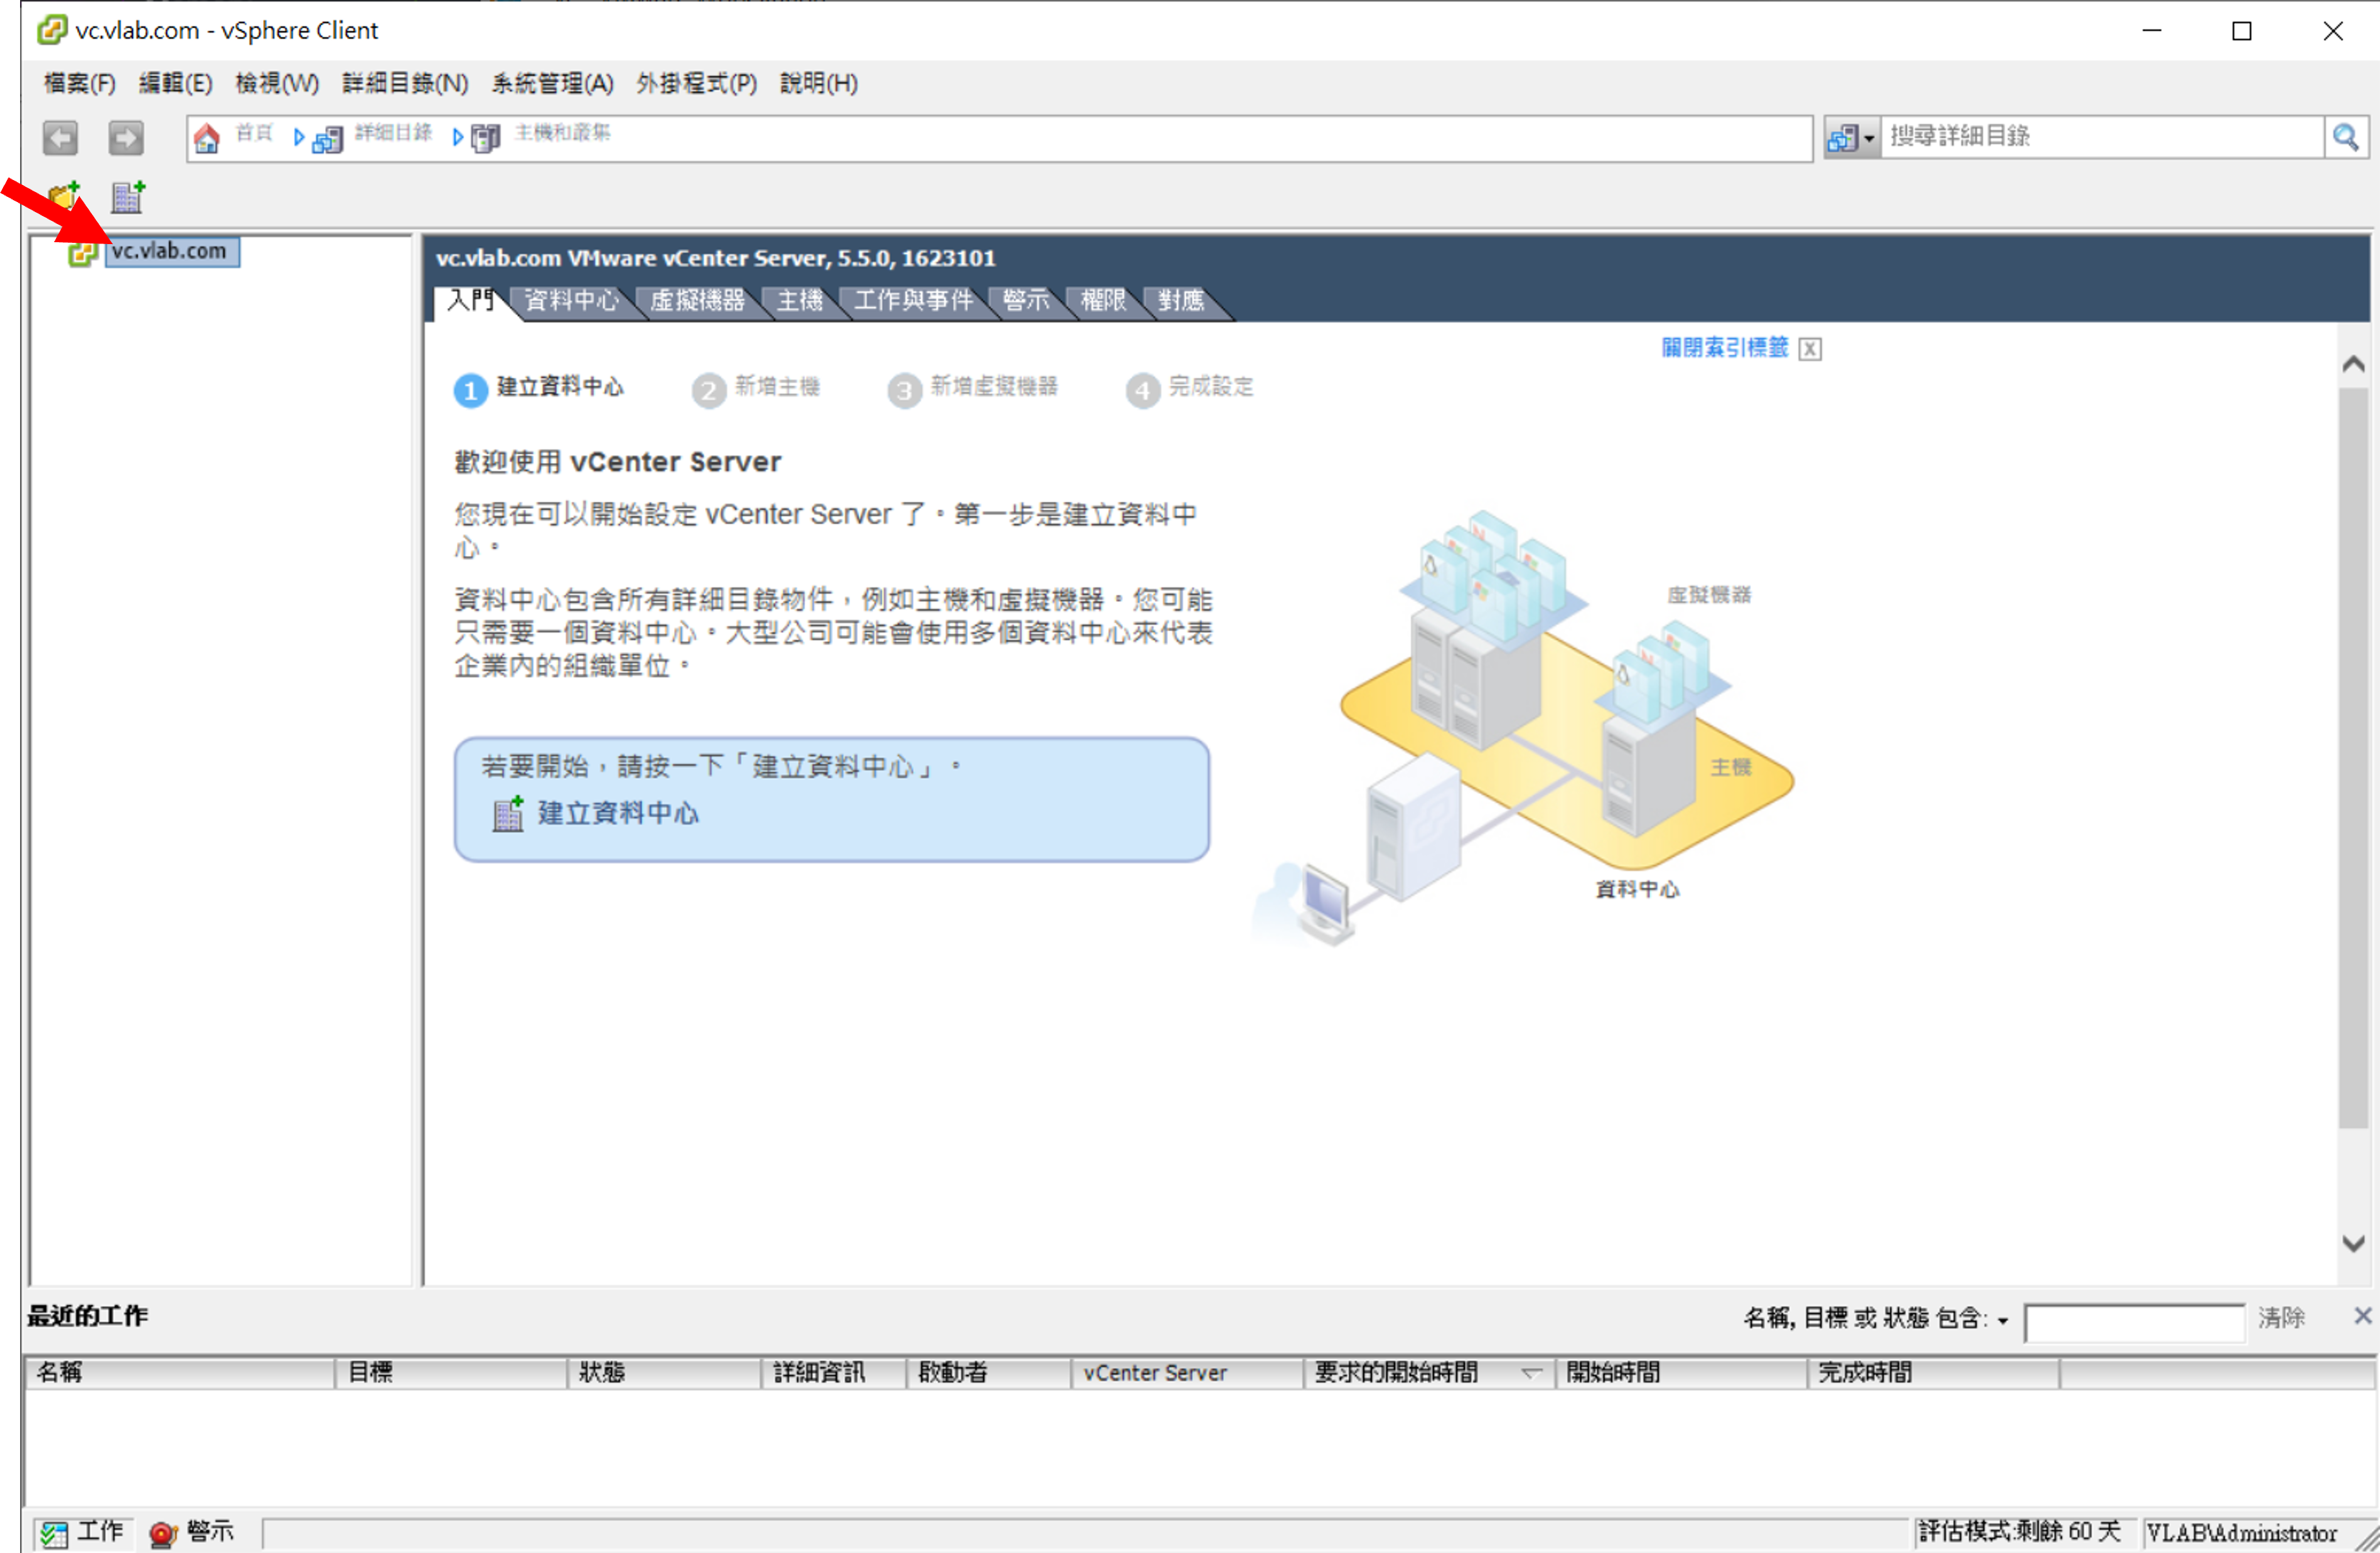 vc.vlab.com - vSphere Client
檔案(F) 編輯(E) 檢視(W) 詳細目錄(N) 系統管理(A) 外掛程式(P) 說明(H)
首頁 詳細目錄 主機和叢集 搜尋詳細目錄
vc.vlab.com
vc.vlab.com VMware vCenter Server, 5.5.0, 1623101
入門 資料中心 虛擬機器 主機 工作與事件 警示 權限 對應
關閉索引標籤 X
1 建立資料中心 2 新增主機 3 新增虛擬機器 4 完成設定
歡迎使用 vCenter Server
您現在可以開始設定 vCenter Server 了。第一步是建立資料中
心。
資料中心包含所有詳細目錄物件，例如主機和虛擬機器。您可能
只需要一個資料中心。大型公司可能會使用多個資料中心來代表
企業內的組織單位。
若要開始，請按一下「建立資料中心」。
建立資料中心
虛擬機器
主機
資料中心
最近的工作 名稱, 目標 或 狀態 包含: 清除
名稱 目標 狀態 詳細資訊 啟動者 vCenter Server 要求的開始時間 開始時間 完成時間
工作 警示 評估模式:剩餘 60 天 VLAB\Administrator